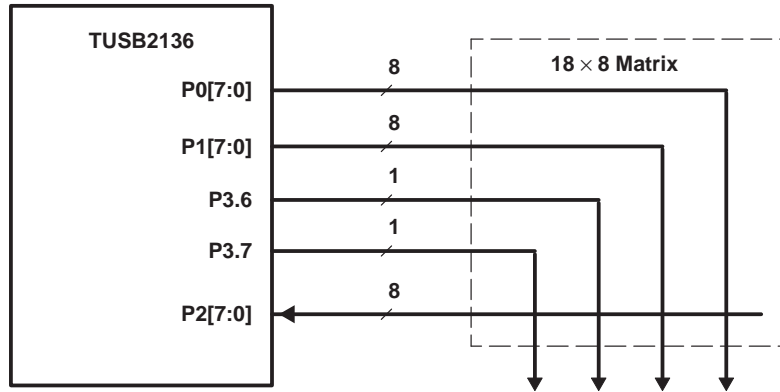 TUSB2136
18 × 8 Matrix
P0[7:0]
8
P1[7:0]
8
P3.6
1
P3.7
1
P2[7:0]
8